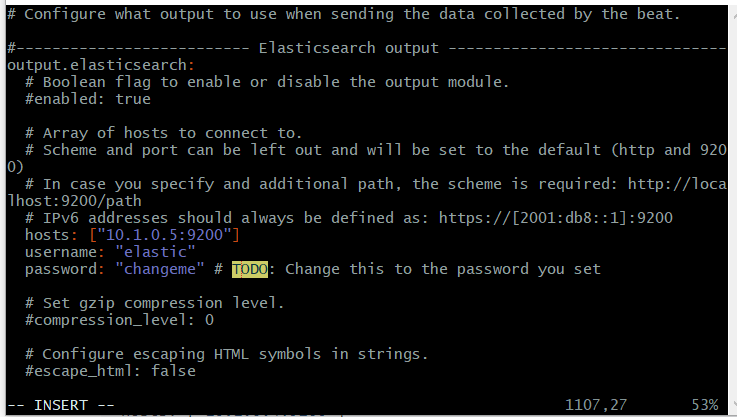 # Configure what output to use when sending the data collected by the beat.
#-------------------------- Elasticsearch output -------------------------------
output.elasticsearch:
# Boolean flag to enable or disable the output module.
#enabled: true
# Array of hosts to connect to.
# Scheme and port can be left out and will be set to the default (http and 920
0)
# In case you specify and additional path, the scheme is required: http://loca
lhost:9200/path
# IPv6 addresses should always be defined as: https://[2001:db8::1]:9200
hosts: ["10.1.0.5:9200"]
username: "elastic"
password: "changeme" # TODO: Change this to the password you set
# Set gzip compression level.
#compression_level: 0
# Configure escaping HTML symbols in strings.
#escape_html: false
-- INSERT -- 1107,27 53%